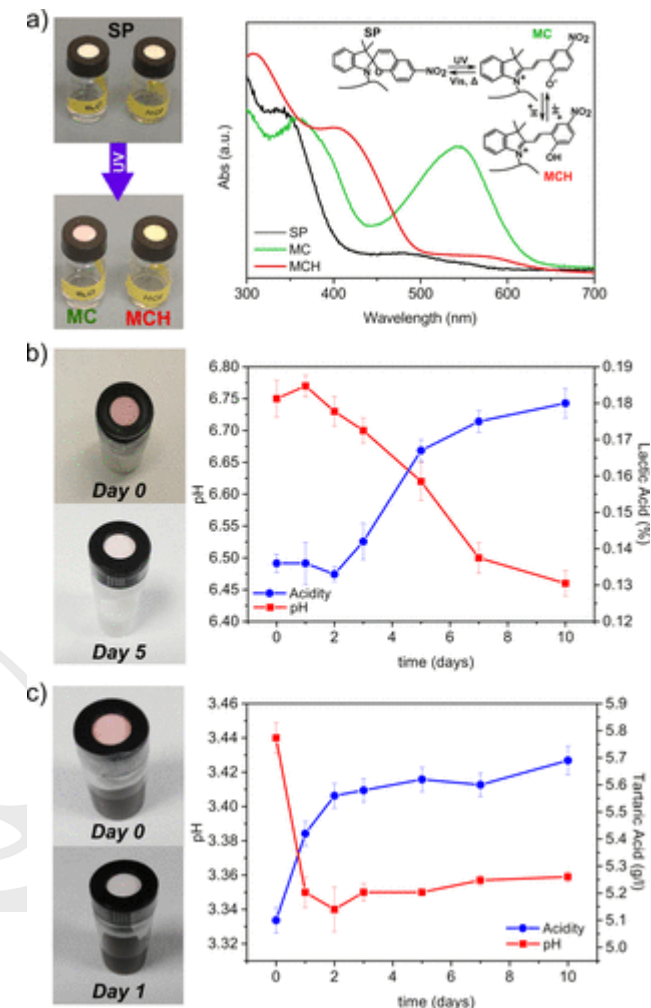 a)
SP
UV
MC
MCH
Abs (a.u.)
SP
MC
NO₂
UV
Vis, Δ
NO₂
N
O
N⁺
O⁻
H⁺
H⁺
NO₂
N⁺
OH
MCH
SP
MC
MCH
300
400
500
600
700
Wavelength (nm)
b)
Day 0
Day 5
pH
6.80
6.75
6.70
6.65
6.60
6.55
6.50
6.45
6.40
Acidity
pH
0
2
4
6
8
10
time (days)
0.19
0.18
0.17
0.16
0.15
0.14
0.13
0.12
Lactic Acid (%)
c)
Day 0
Day 1
pH
3.46
3.44
3.42
3.40
3.38
3.36
3.34
3.32
Acidity
pH
0
2
4
6
8
10
time (days)
5.9
5.8
5.7
5.6
5.5
5.4
5.3
5.2
5.1
5.0
Tartaric Acid (g/l)